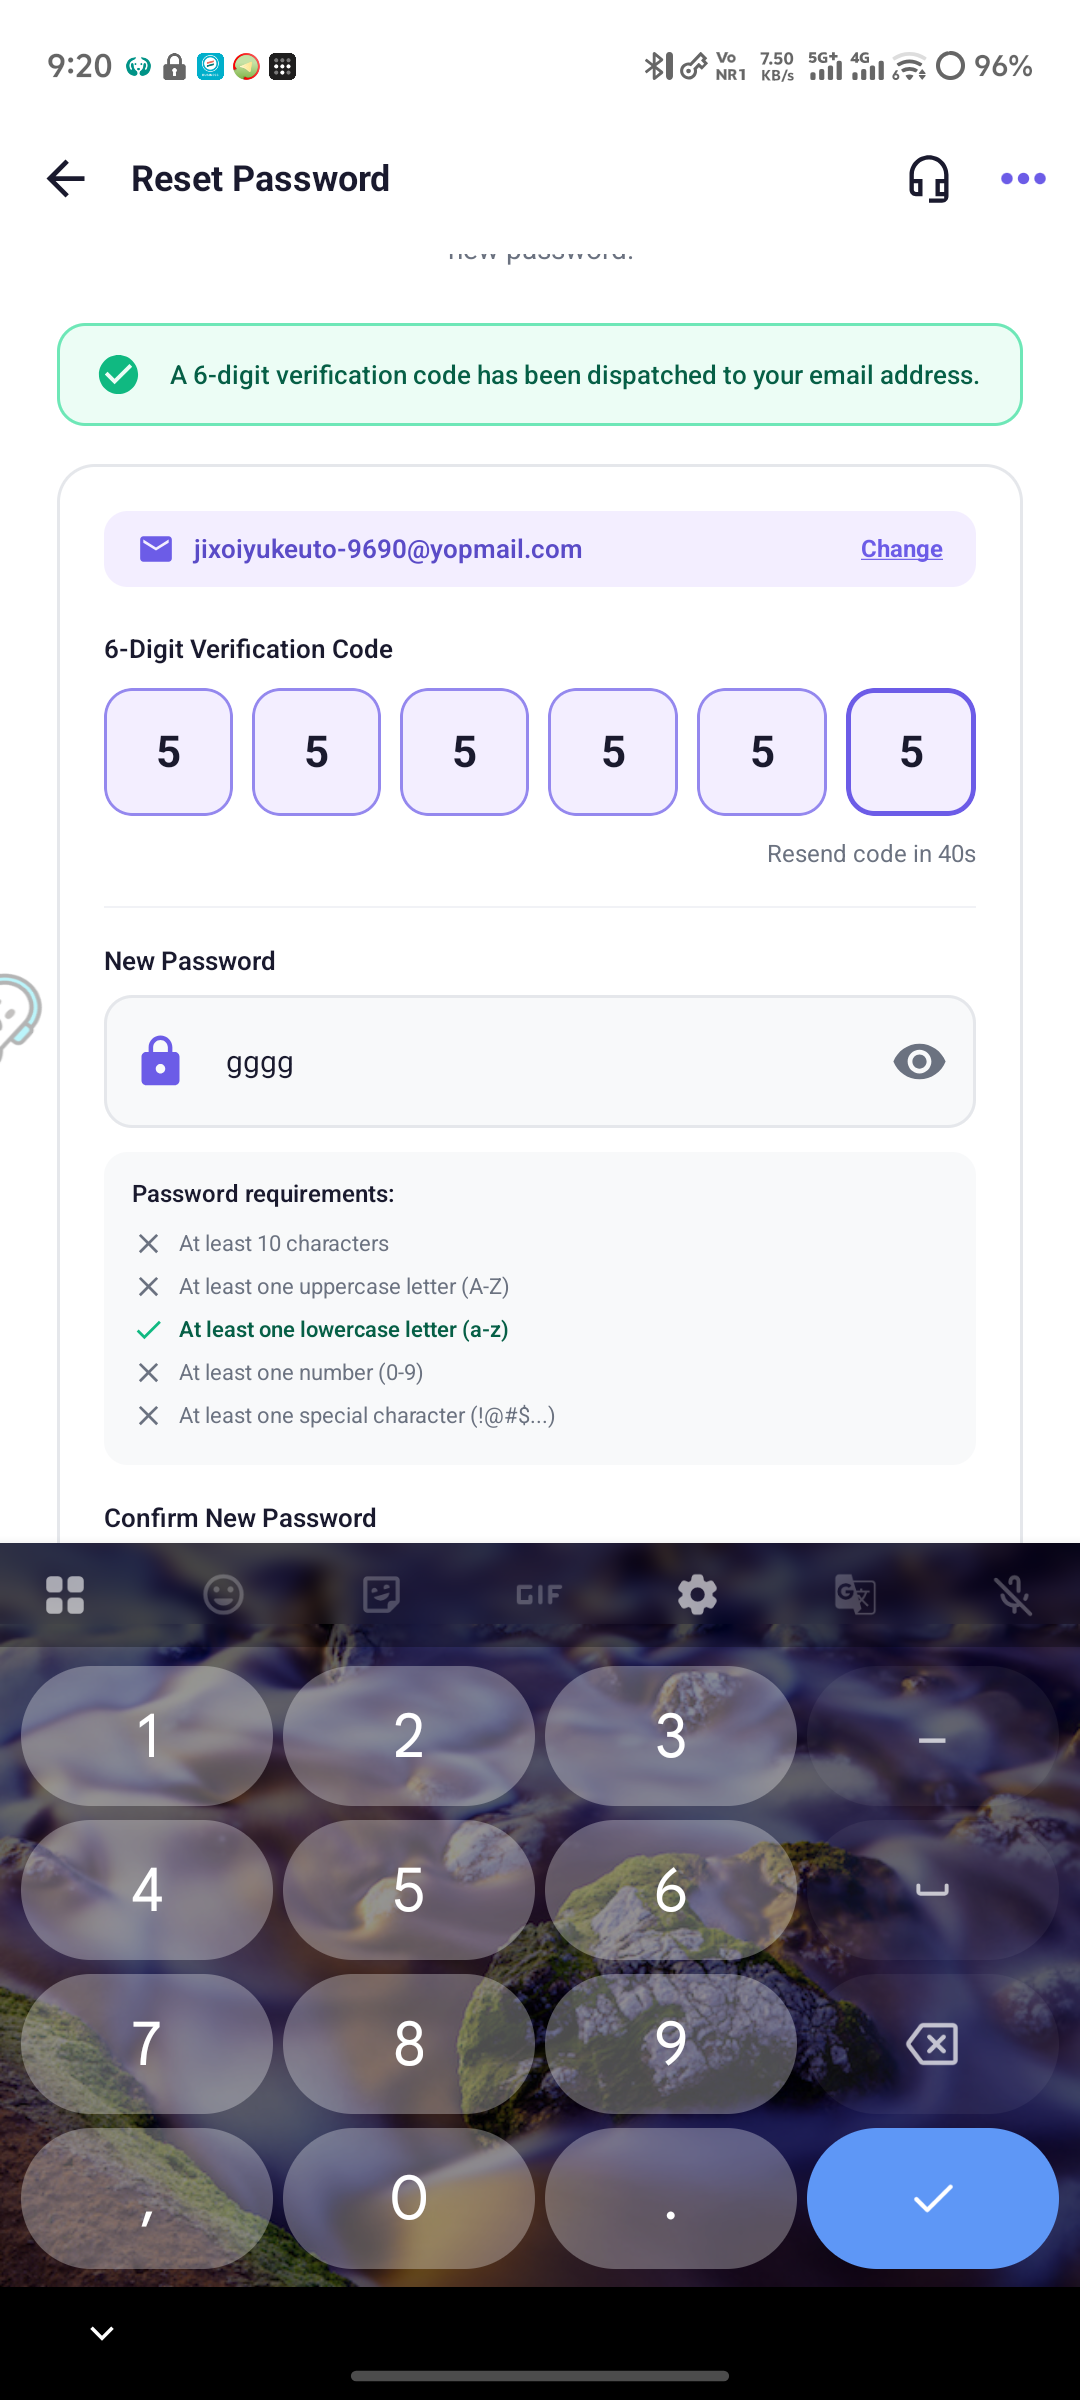 9:20
Vo
NR1
7.50
KB/s
5G+
4G
6
96%
Reset Password
new password.
A 6-digit verification code has been dispatched to your email address.
jixoiyukeuto-9690@yopmail.com
Change
6-Digit Verification Code
5 5 5 5 5 5
Resend code in 40s
New Password
gggg
Password requirements:
At least 10 characters
At least one uppercase letter (A-Z)
At least one lowercase letter (a-z)
At least one number (0-9)
At least one special character (!@#$...)
Confirm New Password
GIF
1 2 3 –
4 5 6
7 8 9
, 0 .